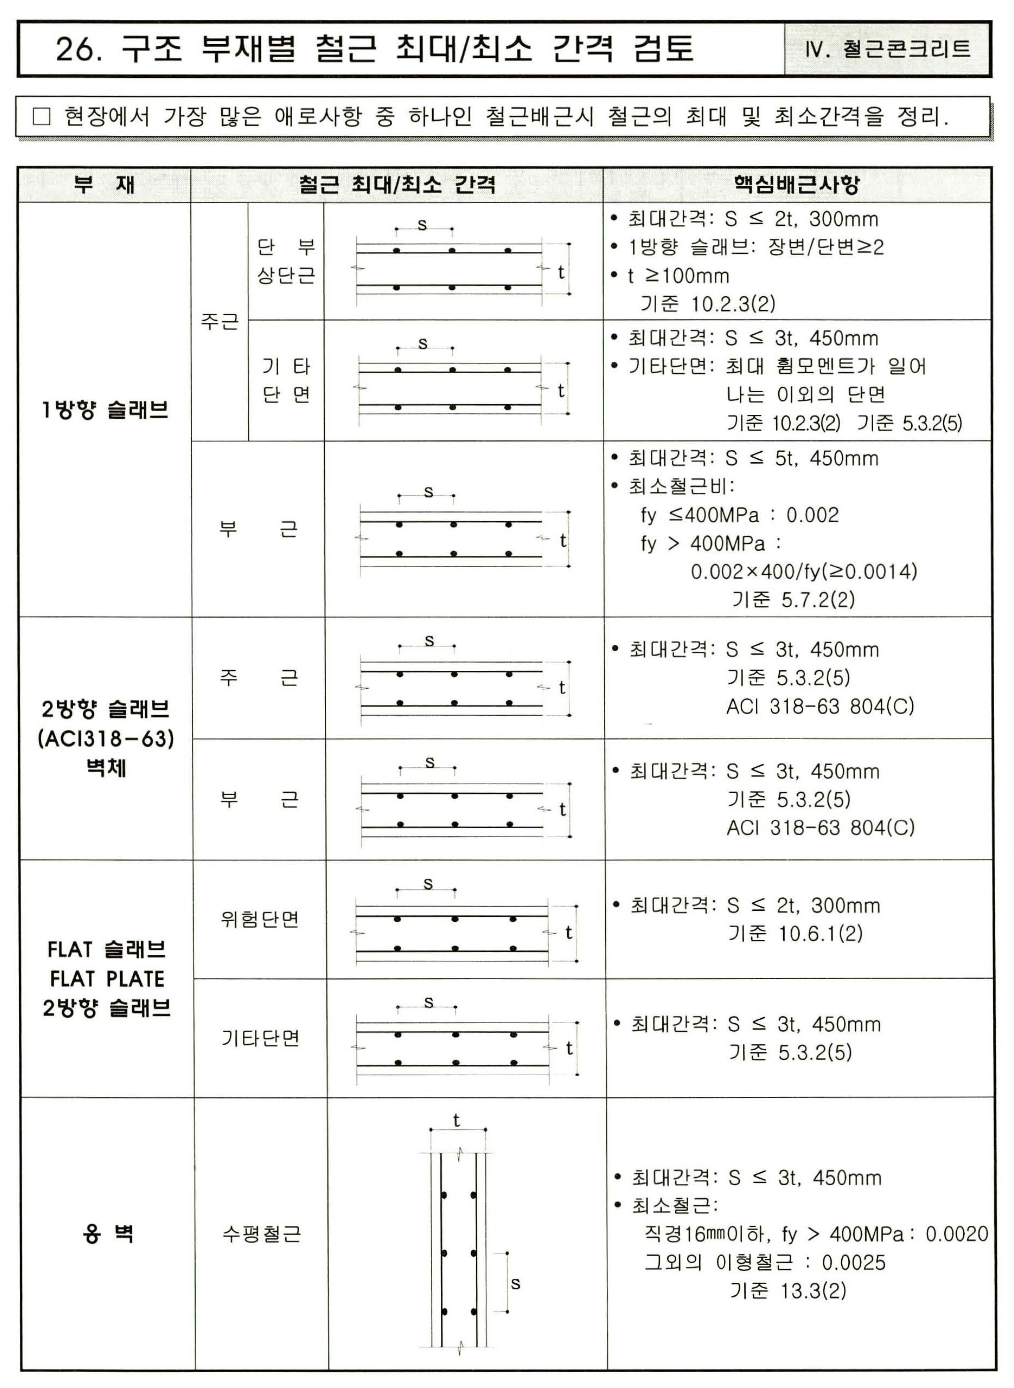 26. 구조 부재별 철근 최대/최소 간격 검토
Ⅳ. 철근콘크리트
□ 현장에서 가장 많은 애로사항 중 하나인 철근배근시 철근의 최대 및 최소간격을 정리.
부 재
철근 최대/최소 간격
핵심배근사항
1방향 슬래브
주근
단 부
상단근
s
t
• 최대간격: S ≤ 2t, 300mm
• 1방향 슬래브: 장변/단변≥2
• t ≥100mm
기준 10.2.3(2)
기 타
단 면
s
t
• 최대간격: S ≤ 3t, 450mm
• 기타단면: 최대 휨모멘트가 일어
나는 이외의 단면
기준 10.2.3(2) 기준 5.3.2(5)
부 근
s
t
• 최대간격: S ≤ 5t, 450mm
• 최소철근비:
fy ≤400MPa : 0.002
fy > 400MPa :
0.002×400/fy(≥0.0014)
기준 5.7.2(2)
2방향 슬래브
(ACI318-63)
벽체
주 근
s
t
• 최대간격: S ≤ 3t, 450mm
기준 5.3.2(5)
ACI 318-63 804(C)
부 근
s
t
• 최대간격: S ≤ 3t, 450mm
기준 5.3.2(5)
ACI 318-63 804(C)
FLAT 슬래브
FLAT PLATE
2방향 슬래브
위험단면
s
t
• 최대간격: S ≤ 2t, 300mm
기준 10.6.1(2)
기타단면
s
t
• 최대간격: S ≤ 3t, 450mm
기준 5.3.2(5)
옹 벽
수평철근
t
s
• 최대간격: S ≤ 3t, 450mm
• 최소철근:
직경16㎜이하, fy > 400MPa : 0.0020
그외의 이형철근 : 0.0025
기준 13.3(2)